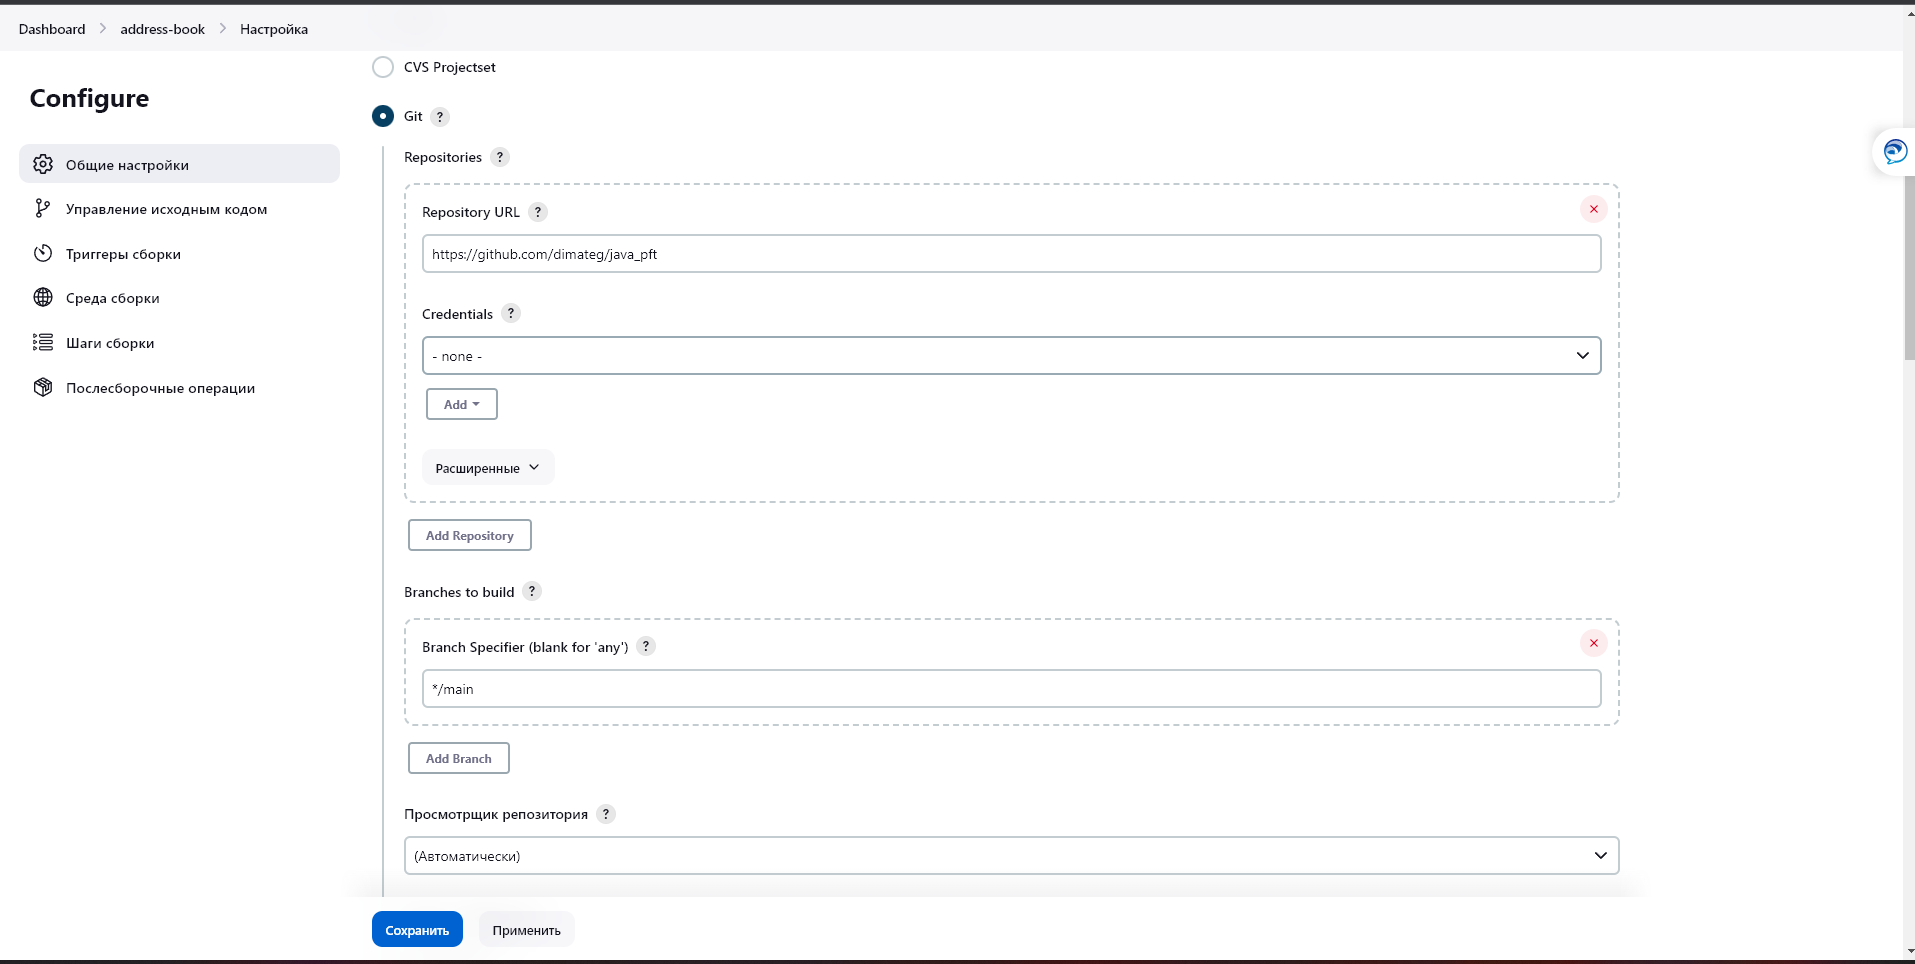 Dashboard > address-book > Настройка
Configure
Общие настройки
Управление исходным кодом
Триггеры сборки
Среда сборки
Шаги сборки
Послесборочные операции
CVS Projectset
Git ?
Repositories ?
Repository URL ?
https://github.com/dimateg/java_pft
Credentials ?
- none -
Add
Расширенные
Add Repository
Branches to build ?
Branch Specifier (blank for 'any') ?
*/main
Add Branch
Просмотрщик репозитория ?
(Автоматически)
Сохранить
Применить